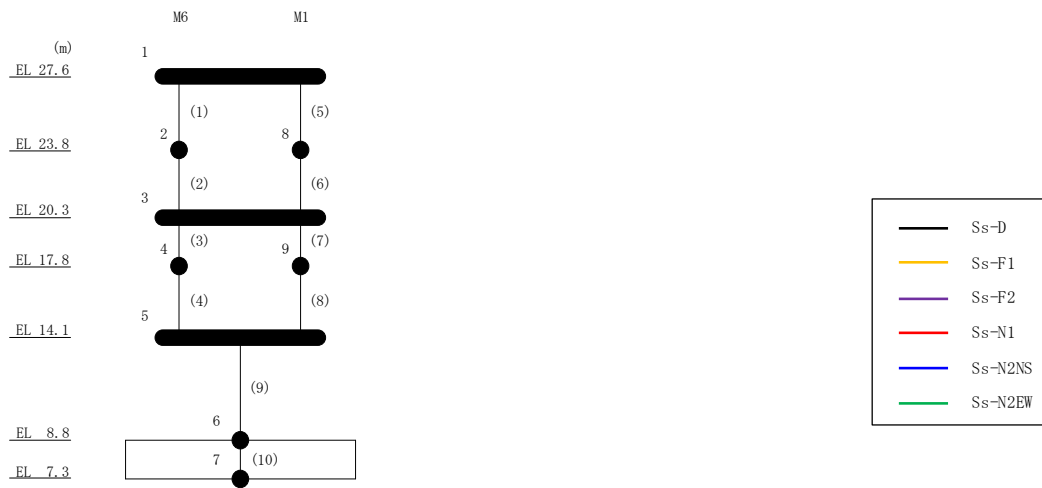 M6 M1
(m)
1
EL 27.6
(1) (5)
2 8
EL 23.8
(2) (6)
3
EL 20.3
(3) (7)
4 9
EL 17.8
(4) (8)
5
EL 14.1
(9)
6
EL 8.8
7 (10)
EL 7.3
Ss-D
Ss-F1
Ss-F2
Ss-N1
Ss-N2NS
Ss-N2EW